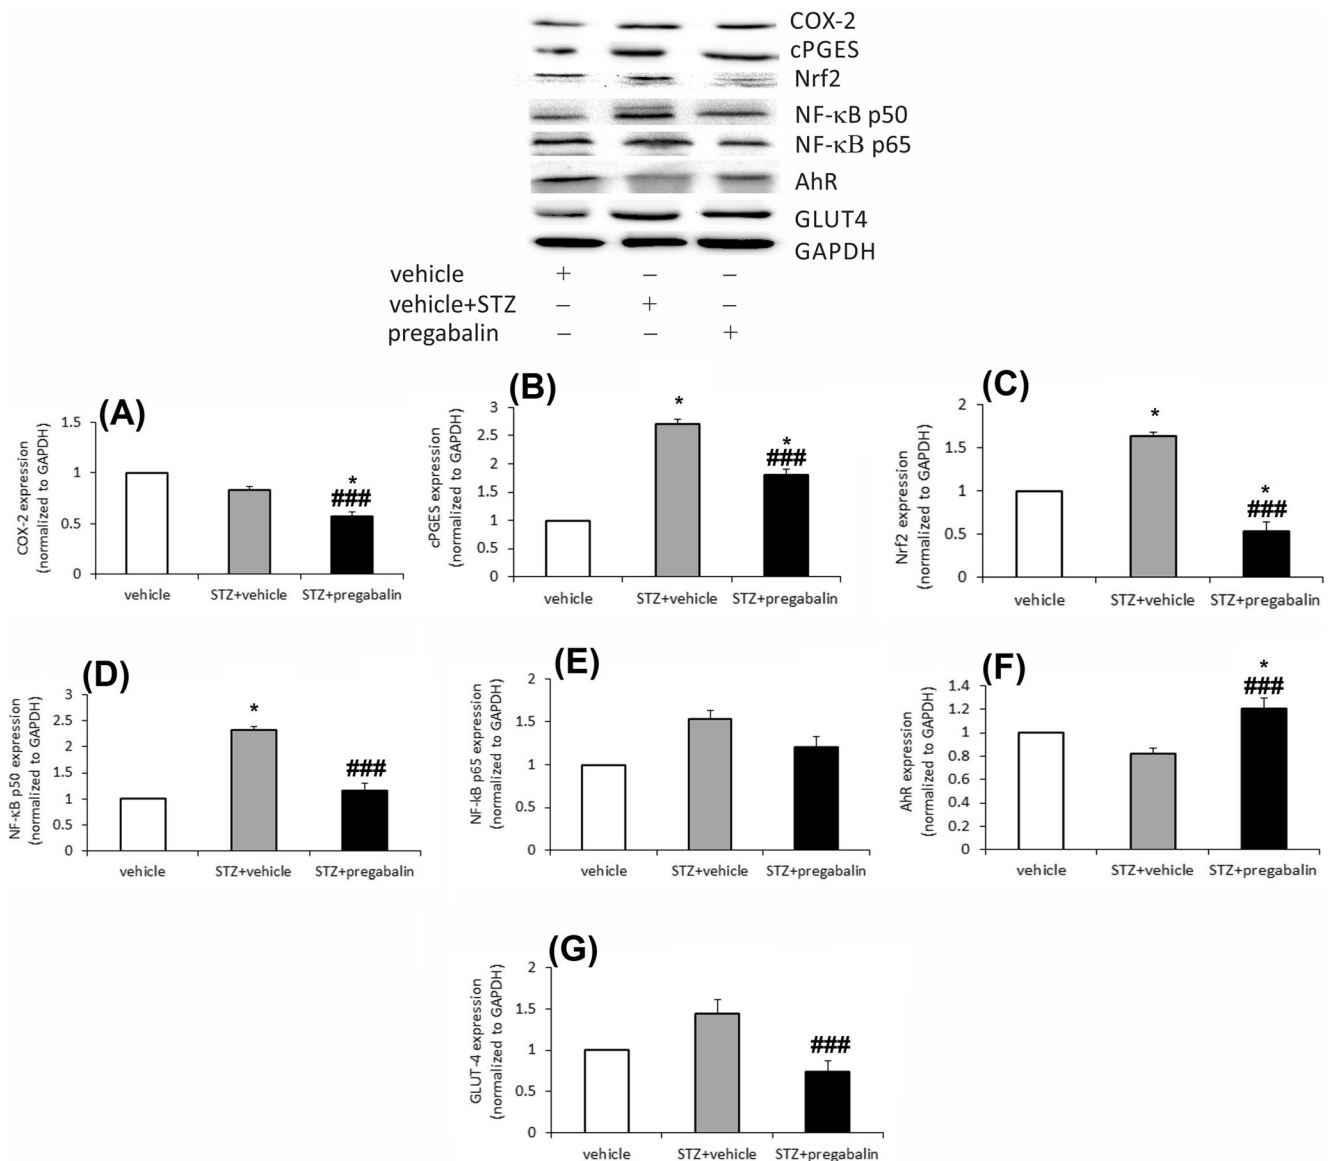 COX-2
cPGES
Nrf2
NF-κB p50
NF-κB p65
AhR
GLUT4
GAPDH
vehicle + – –
vehicle+STZ – + –
pregabalin – – +
(A)
COX-2 expression
(normalized to GAPDH)
1.5
1
0.5
0
*
###
vehicle STZ+vehicle STZ+pregabalin
(B)
cPGES expression
(normalized to GAPDH)
3
2.5
2
1.5
1
0.5
0
*
*
###
vehicle STZ+vehicle STZ+pregabalin
(C)
Nrf2 expression
(normalized to GAPDH)
2
1.5
1
0.5
0
*
*
###
vehicle STZ+vehicle STZ+pregabalin
(D)
NF-κB p50 expression
(normalized to GAPDH)
3
2.5
2
1.5
1
0.5
0
*
###
vehicle STZ+vehicle STZ+pregabalin
(E)
NF-kB p65 expression
(normalized to GAPDH)
2
1.5
1
0.5
0
vehicle STZ+vehicle STZ+pregabalin
(F)
AhR expression
(normalized to GAPDH)
1.4
1.2
1
0.8
0.6
0.4
0.2
0
*
###
vehicle STZ+vehicle STZ+pregabalin
(G)
GLUT-4 expression
(normalized to GAPDH)
2
1.5
1
0.5
0
###
vehicle STZ+vehicle STZ+pregabalin